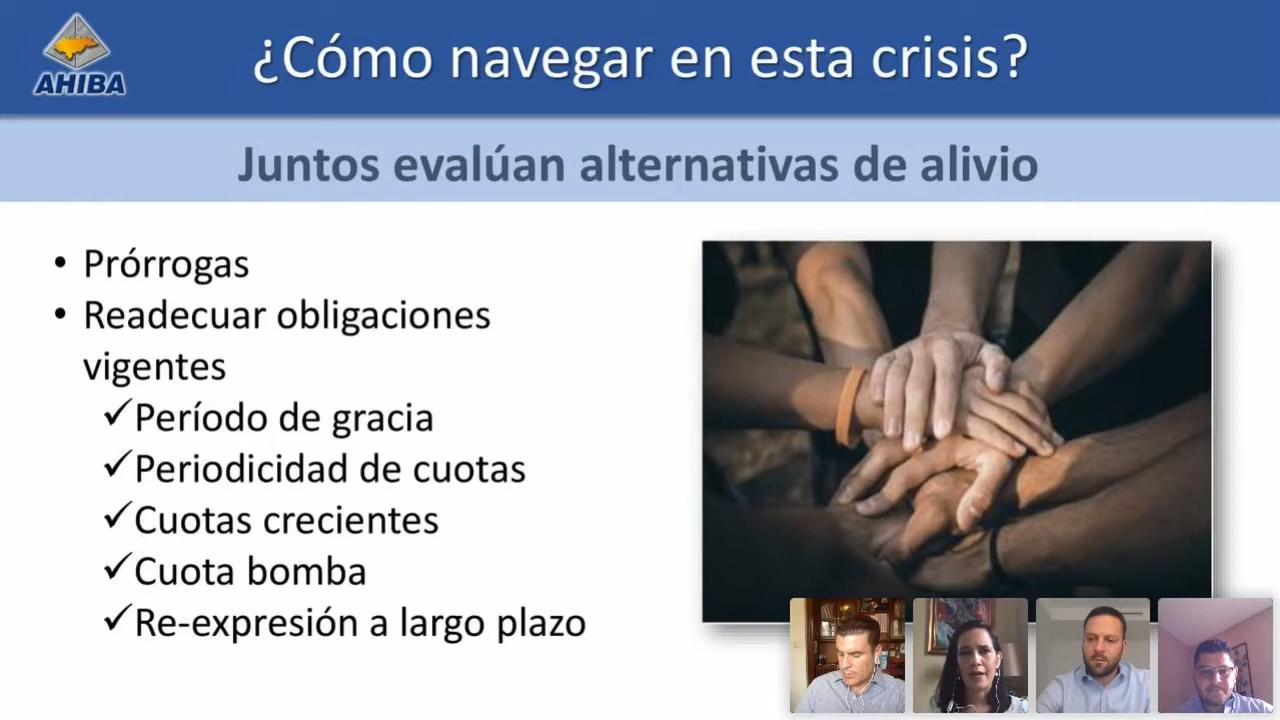 AHIBA
¿Cómo navegar en esta crisis?
Juntos evalúan alternativas de alivio
• Prórrogas
• Readecuar obligaciones
vigentes
✓Período de gracia
✓Periodicidad de cuotas
✓Cuotas crecientes
✓Cuota bomba
✓Re-expresión a largo plazo